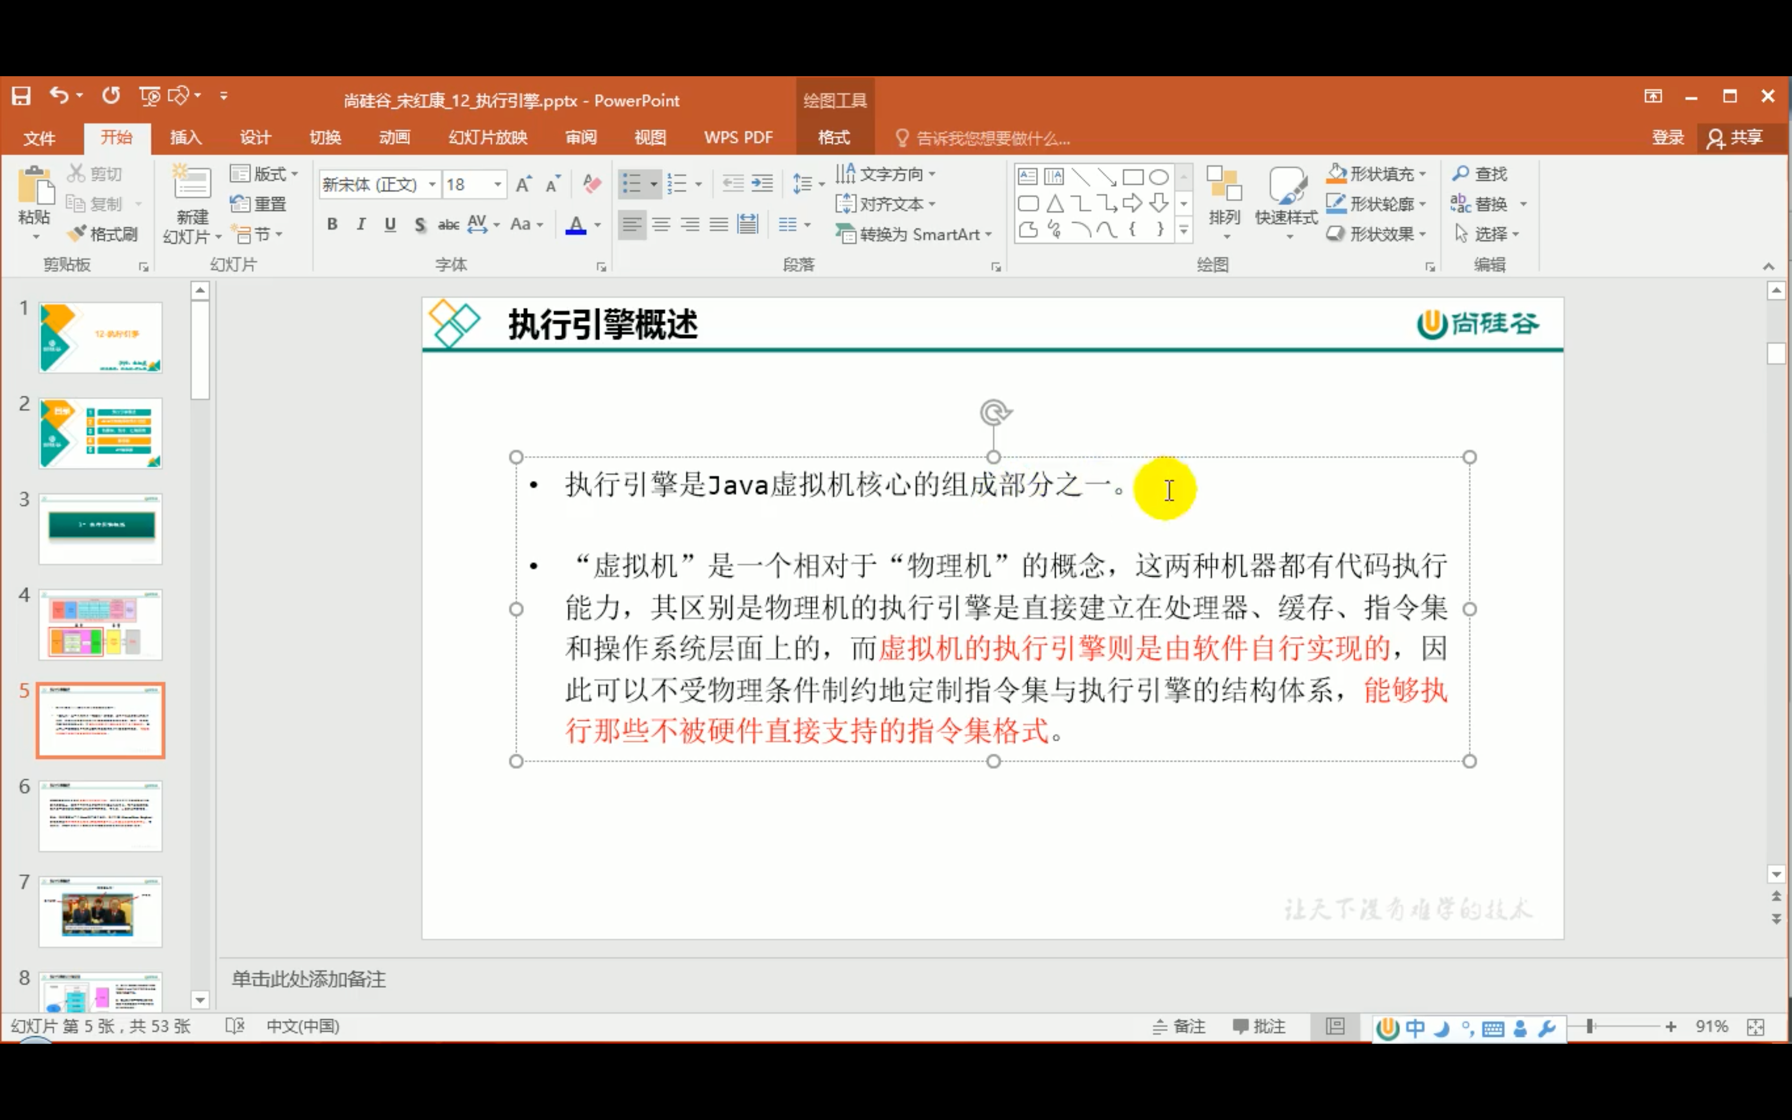 尚硅谷_宋红康_12_执行引擎.pptx - PowerPoint
绘图工具
文件 开始 插入 设计 切换 动画 幻灯片放映 审阅 视图 WPS PDF 格式 告诉我您想要做什么... 登录 共享
粘贴 剪切 复制 格式刷
剪贴板
新建幻灯片 版式 重置 节
幻灯片
新宋体 (正文) 18
B I U S abc AV Aa A
字体
文字方向
对齐文本
转换为 SmartArt
段落
排列 快速样式 形状填充 形状轮廓 形状效果
绘图
查找
替换
选择
编辑
1
2
3
4
5
6
7
8
12-执行引擎
执行引擎概述
尚硅谷
• 执行引擎是Java虚拟机核心的组成部分之一。
• “虚拟机”是一个相对于“物理机”的概念，这两种机器都有代码执行
能力，其区别是物理机的执行引擎是直接建立在处理器、缓存、指令集
和操作系统层面上的，而虚拟机的执行引擎则是由软件自行实现的，因
此可以不受物理条件制约地定制指令集与执行引擎的结构体系，能够执
行那些不被硬件直接支持的指令集格式。
让天下没有难学的技术
单击此处添加备注
幻灯片 第 5 张，共 53 张 中文(中国) 备注 批注 中 91%